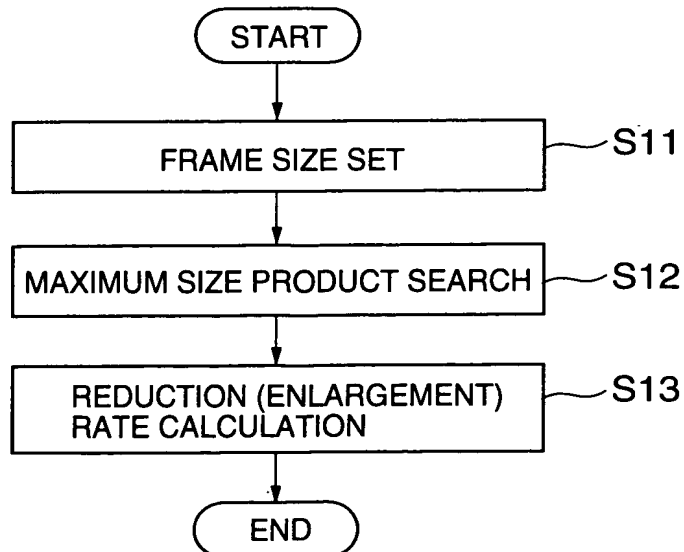 START
FRAME SIZE SET
S11
MAXIMUM SIZE PRODUCT SEARCH
S12
REDUCTION (ENLARGEMENT)
RATE CALCULATION
S13
END